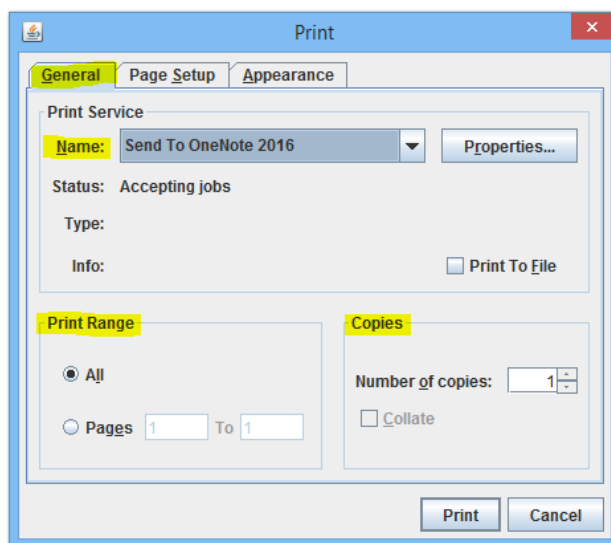 Print
General Page Setup Appearance
Print Service
Name: Send To OneNote 2016 Properties...
Status: Accepting jobs
Type:
Info: Print To File
Print Range Copies
All Number of copies: 1
Pages 1 To 1 Collate
Print Cancel